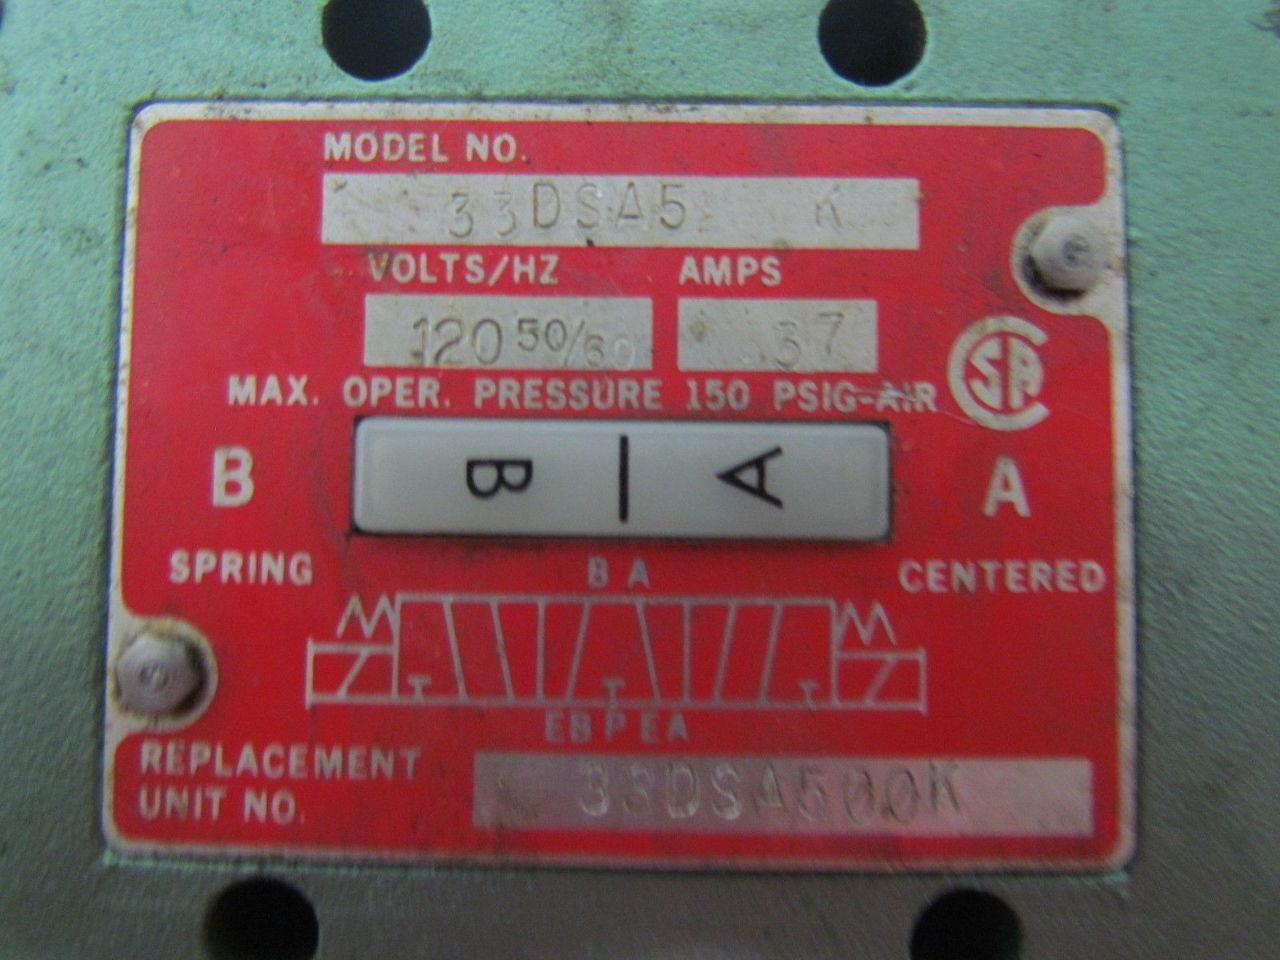 MODEL NO.
33DSA5 K
VOLTS/HZ AMPS
120 50/60 .37
MAX. OPER. PRESSURE 150 PSIG-AIR
B B A A
SPRING CENTERED
B A
EB P EA
REPLACEMENT
UNIT NO. 33DSA500K